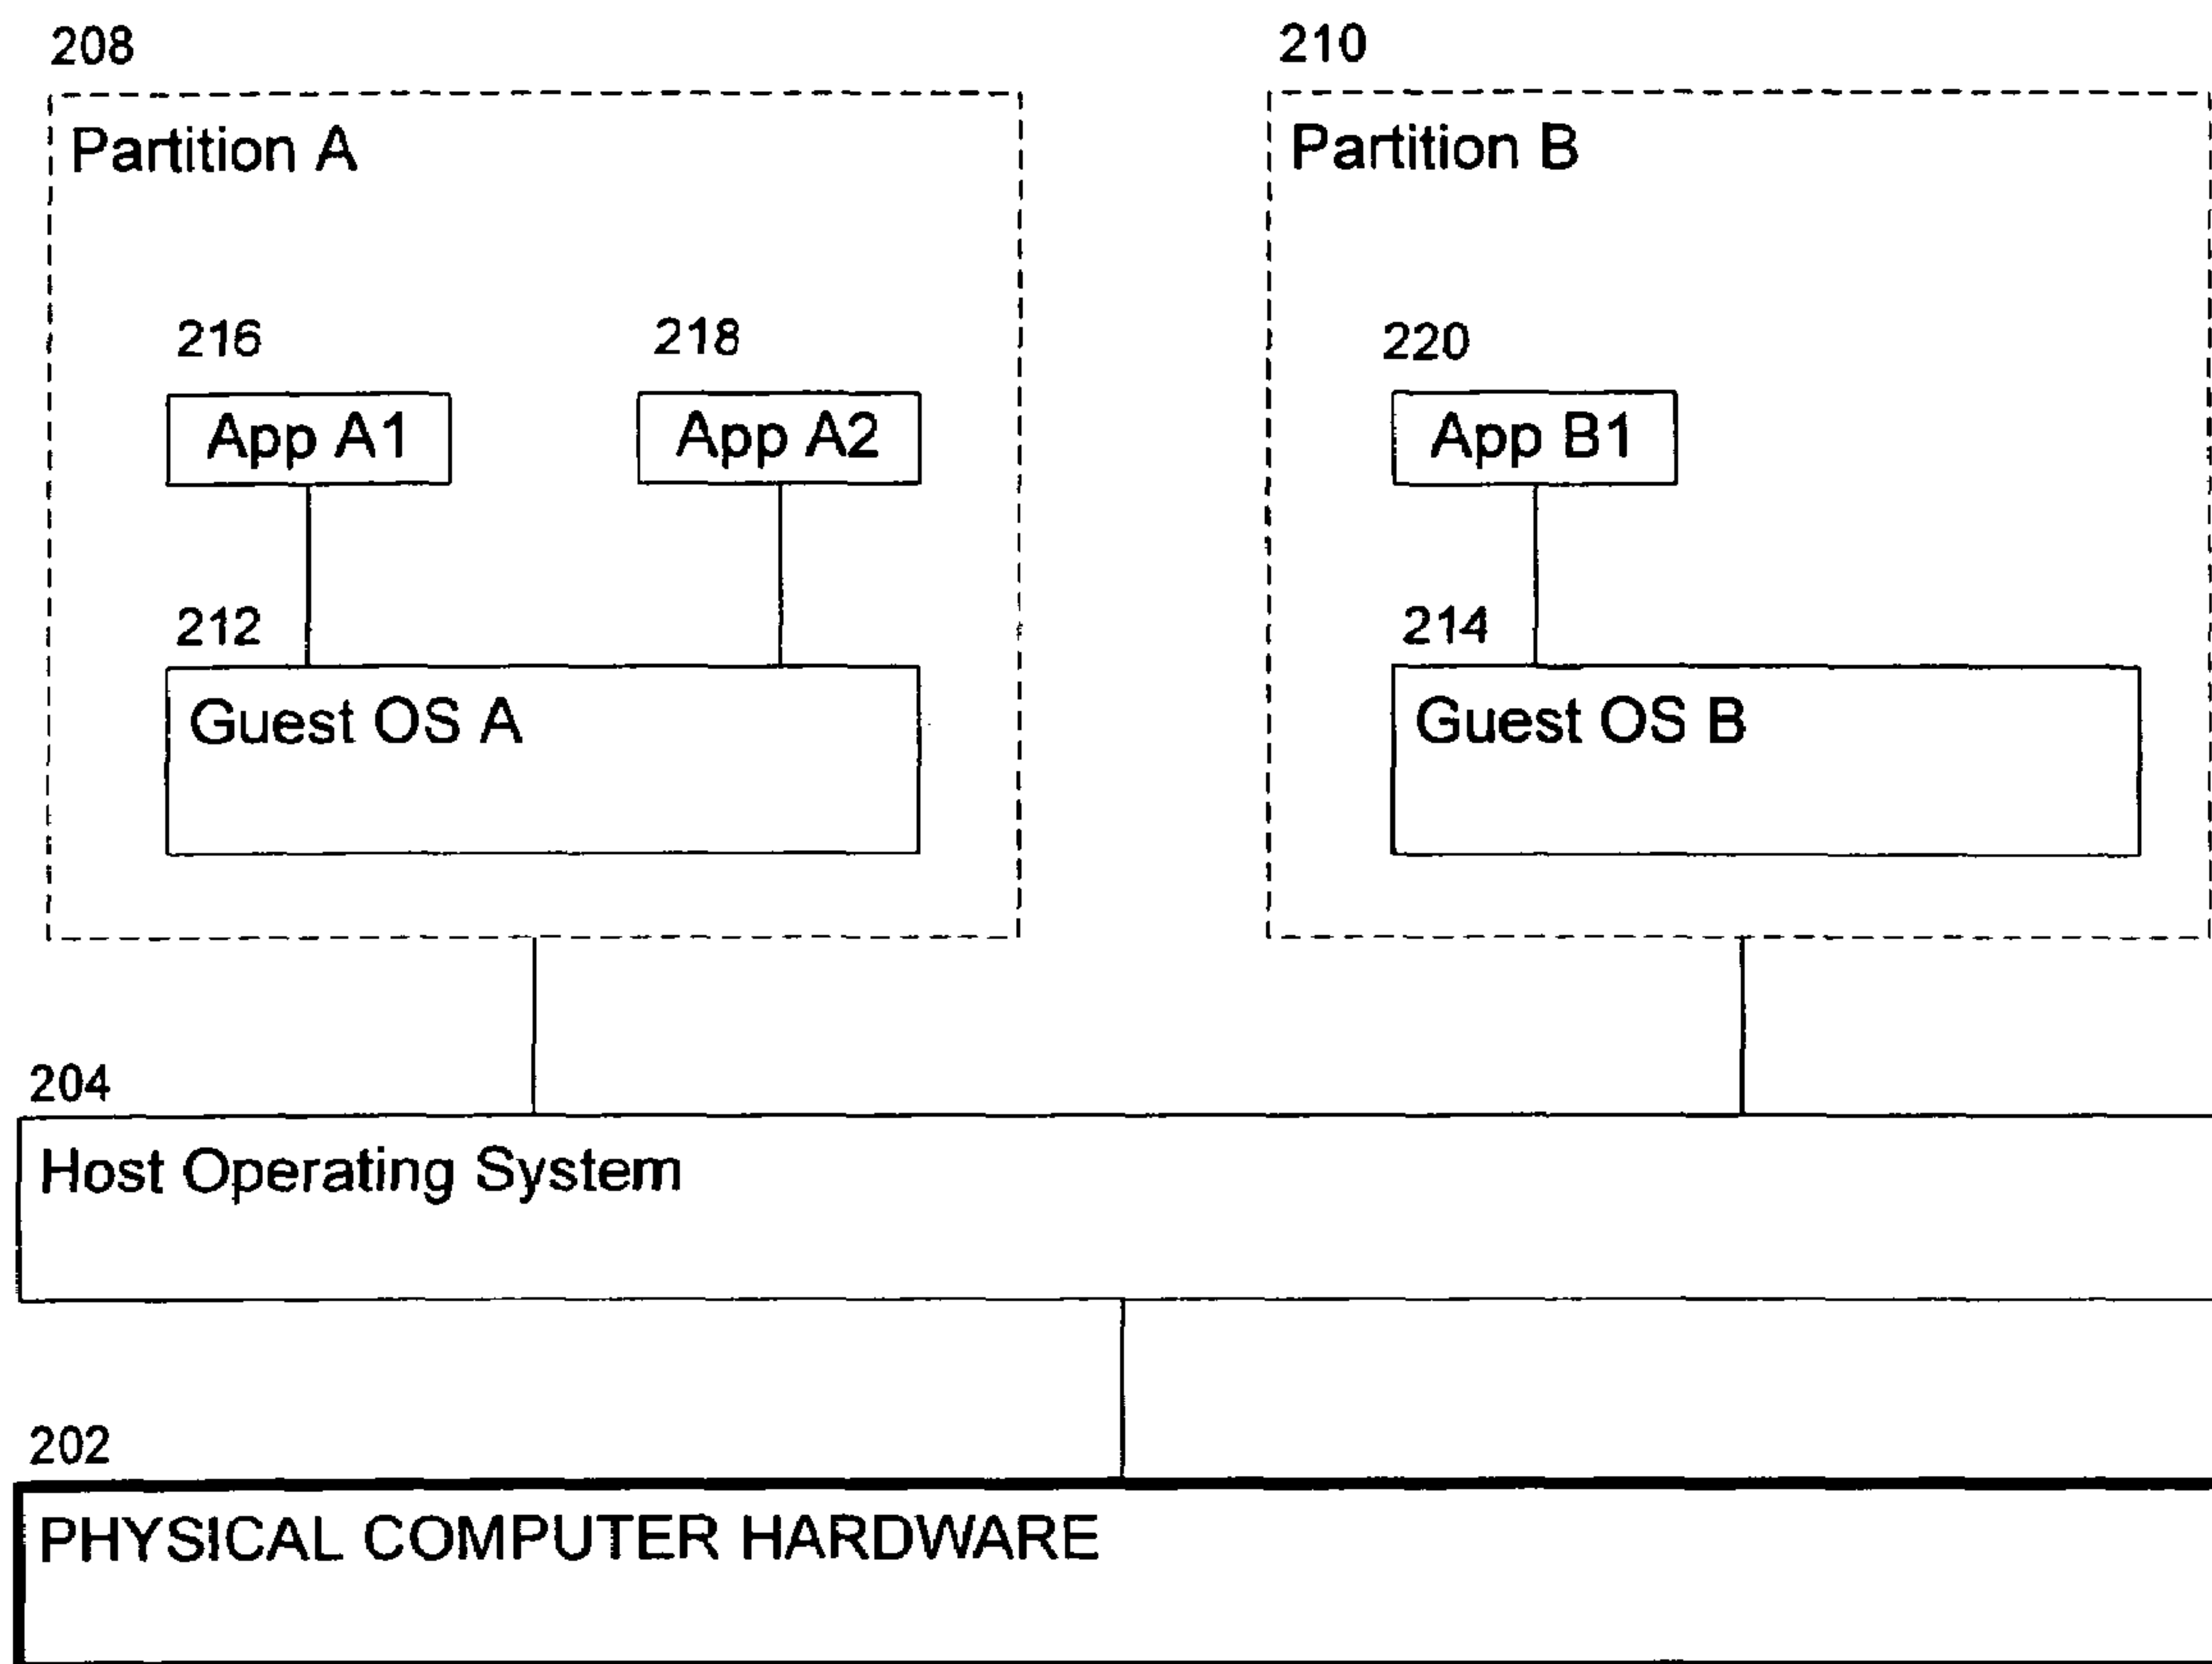 208
210
Partition A
Partition B
216
218
220
App A1
App A2
App B1
212
214
Guest OS A
Guest OS B
204
Host Operating System
202
PHYSICAL COMPUTER HARDWARE